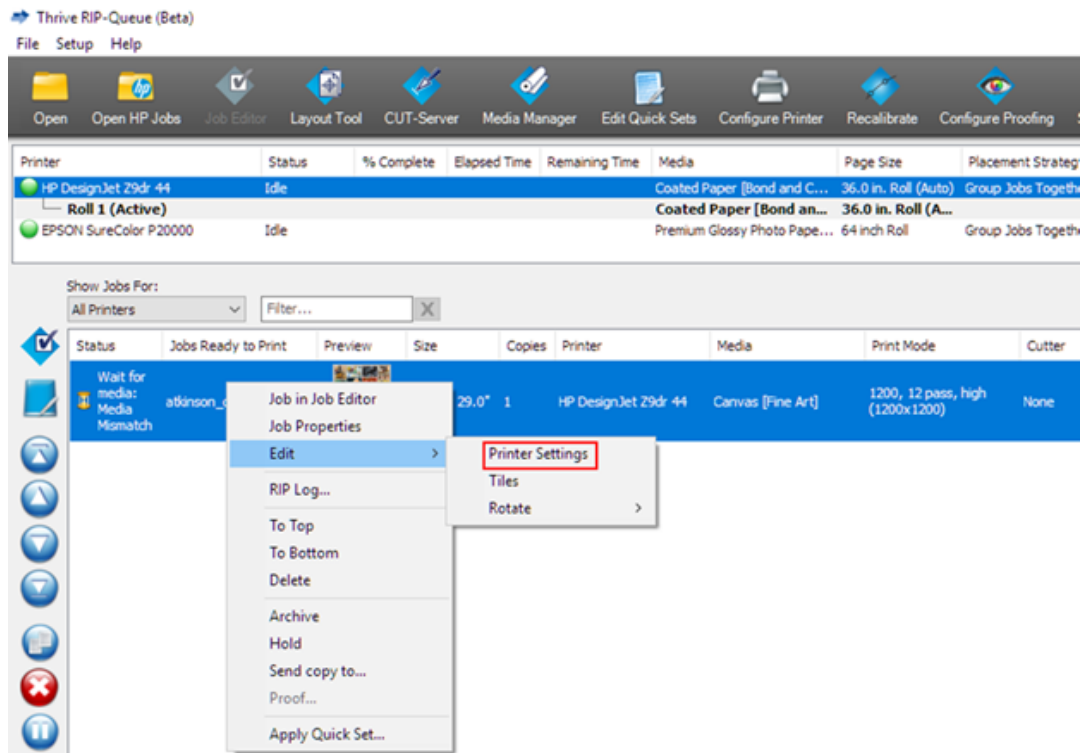 Thrive RIP-Queue (Beta)
File Setup Help
Open Open HP Jobs Job Editor Layout Tool CUT-Server Media Manager Edit Quick Sets Configure Printer Recalibrate Configure Proofing
Printer Status % Complete Elapsed Time Remaining Time Media Page Size Placement Strateg
HP DesignJet Z9dr 44 Idle Coated Paper [Bond and C... 36.0 in. Roll (Auto) Group Jobs Togeth
Roll 1 (Active) Coated Paper [Bond an... 36.0 in. Roll (A...
EPSON SureColor P20000 Idle Premium Glossy Photo Pape... 64 inch Roll Group Jobs Togeth
Show Jobs For:
All Printers Filter... X
Status Jobs Ready to Print Preview Size Copies Printer Media Print Mode Cutter
Wait for
media:
Media
Mismatch
atkinson_c 29.0" 1 HP DesignJet Z9dr 44 Canvas [Fine Art] 1200, 12 pass, high
(1200x1200)
None
Job in Job Editor
Job Properties
Edit >
Printer Settings
Tiles
Rotate >
RIP Log...
To Top
To Bottom
Delete
Archive
Hold
Send copy to...
Proof...
Apply Quick Set...